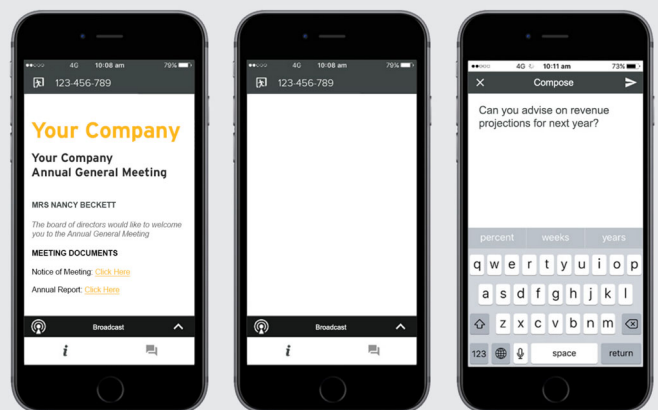 4G 10:08 am 79%
123-456-789
Your Company
Your Company
Annual General Meeting
MRS NANCY BECKETT
The board of directors would like to welcome
you to the Annual General Meeting
MEETING DOCUMENTS
Notice of Meeting: Click Here
Annual Report: Click Here
Broadcast
i
4G 10:08 am 79%
123-456-789
Broadcast
i
4G 10:11 am 73%
Compose
Can you advise on revenue
projections for next year?
percent weeks years
q w e r t y u i o p
a s d f g h j k l
z x c v b n m
123 space return